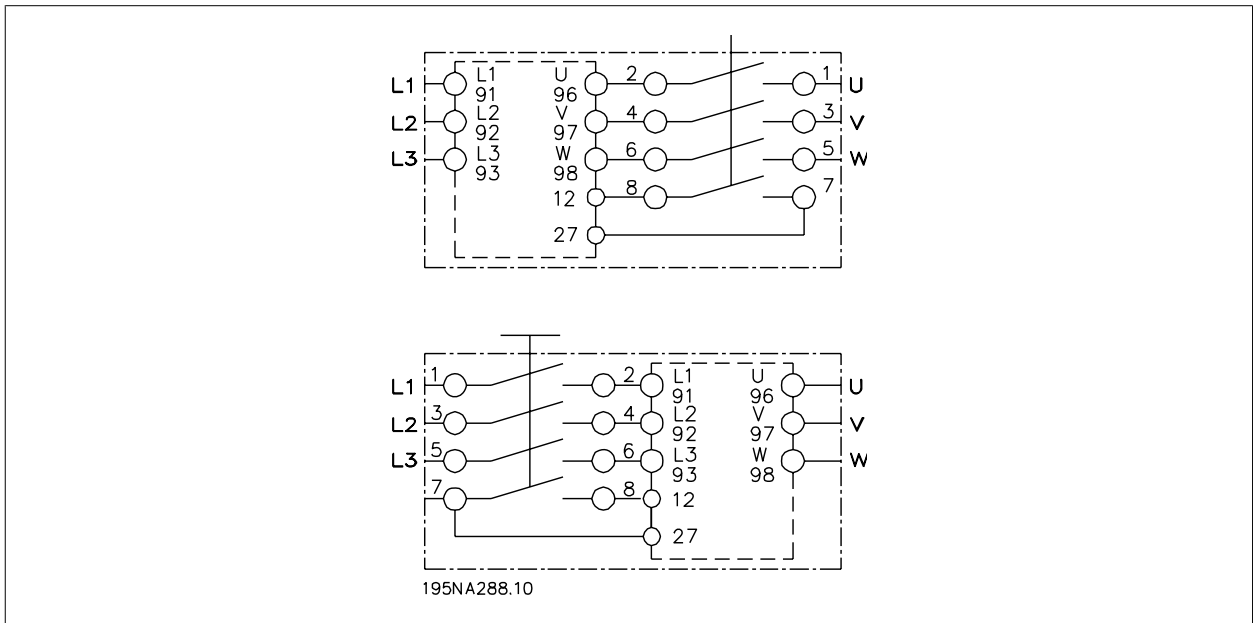 L1 L1 U 2 1 U
91 96
L2 L2 V 4 3 V
92 97
L3 L3 W 6 5 W
93 98
12 8 7
27
L1 1 2 L1 U U
91 96
L2 3 4 L2 V V
92 97
L3 5 6 L3 W W
93 98
7 8 12
27
195NA288.10